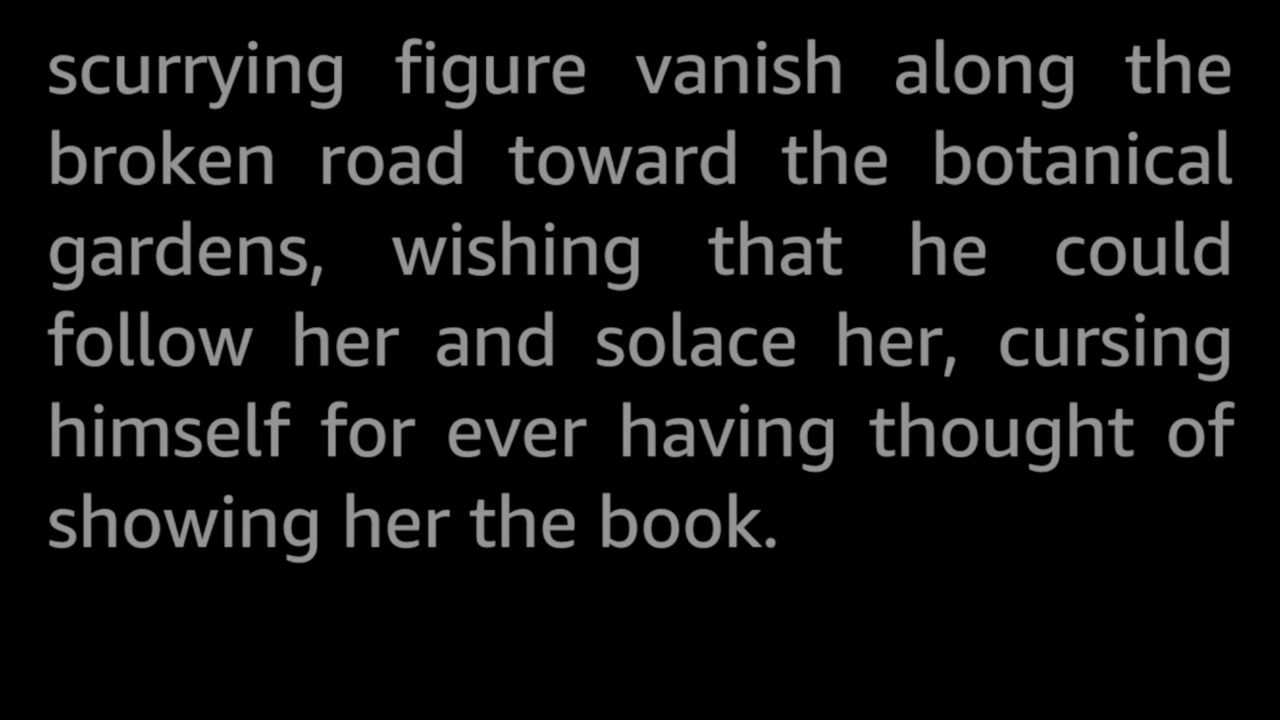 scurrying figure vanish along the
broken road toward the botanical
gardens, wishing that he could
follow her and solace her, cursing
himself for ever having thought of
showing her the book.